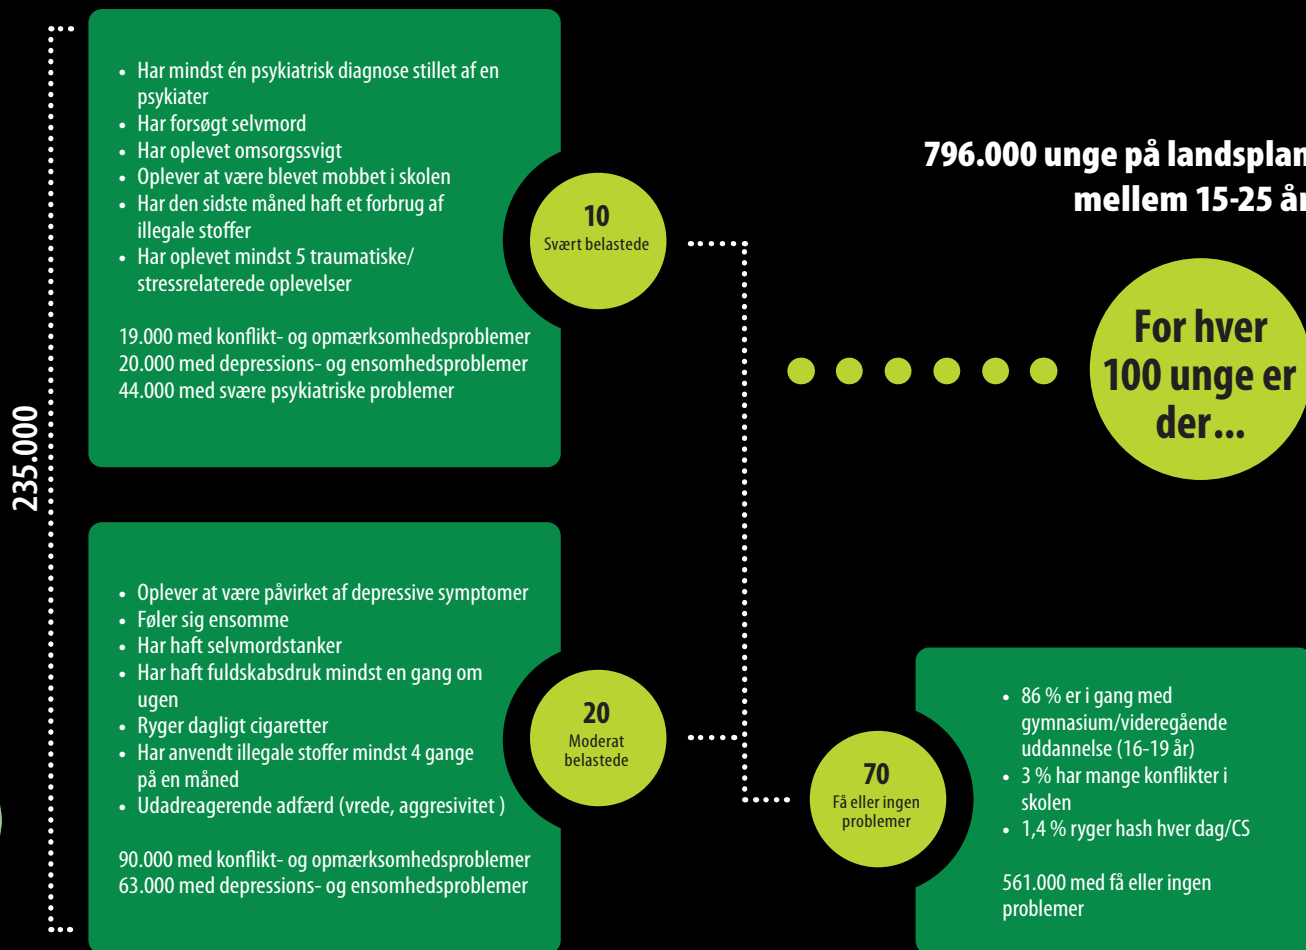 235.000
• Har mindst én psykiatrisk diagnose stillet af en
psykiater
• Har forsøgt selvmord
• Har oplevet omsorgssvigt
• Oplever at være blevet mobbet i skolen
• Har den sidste måned haft et forbrug af
illegale stoffer
• Har oplevet mindst 5 traumatiske/
stressrelaterede oplevelser
19.000 med konflikt- og opmærksomhedsproblemer
20.000 med depressions- og ensomhedsproblemer
44.000 med svære psykiatriske problemer
10
Svært belastede
796.000 unge på landsplan
mellem 15-25 år
For hver
100 unge er
der...
• Oplever at være påvirket af depressive symptomer
• Føler sig ensomme
• Har haft selvmordstanker
• Har haft fuldskabsdruk mindst en gang om
ugen
• Ryger dagligt cigaretter
• Har anvendt illegale stoffer mindst 4 gange
på en måned
• Udadreagerende adfærd (vrede, aggresivitet )
90.000 med konflikt- og opmærksomhedsproblemer
63.000 med depressions- og ensomhedsproblemer
20
Moderat
belastede
70
Få eller ingen
problemer
• 86 % er i gang med
gymnasium/videregående
uddannelse (16-19 år)
• 3 % har mange konflikter i
skolen
• 1,4 % ryger hash hver dag/CS
561.000 med få eller ingen
problemer